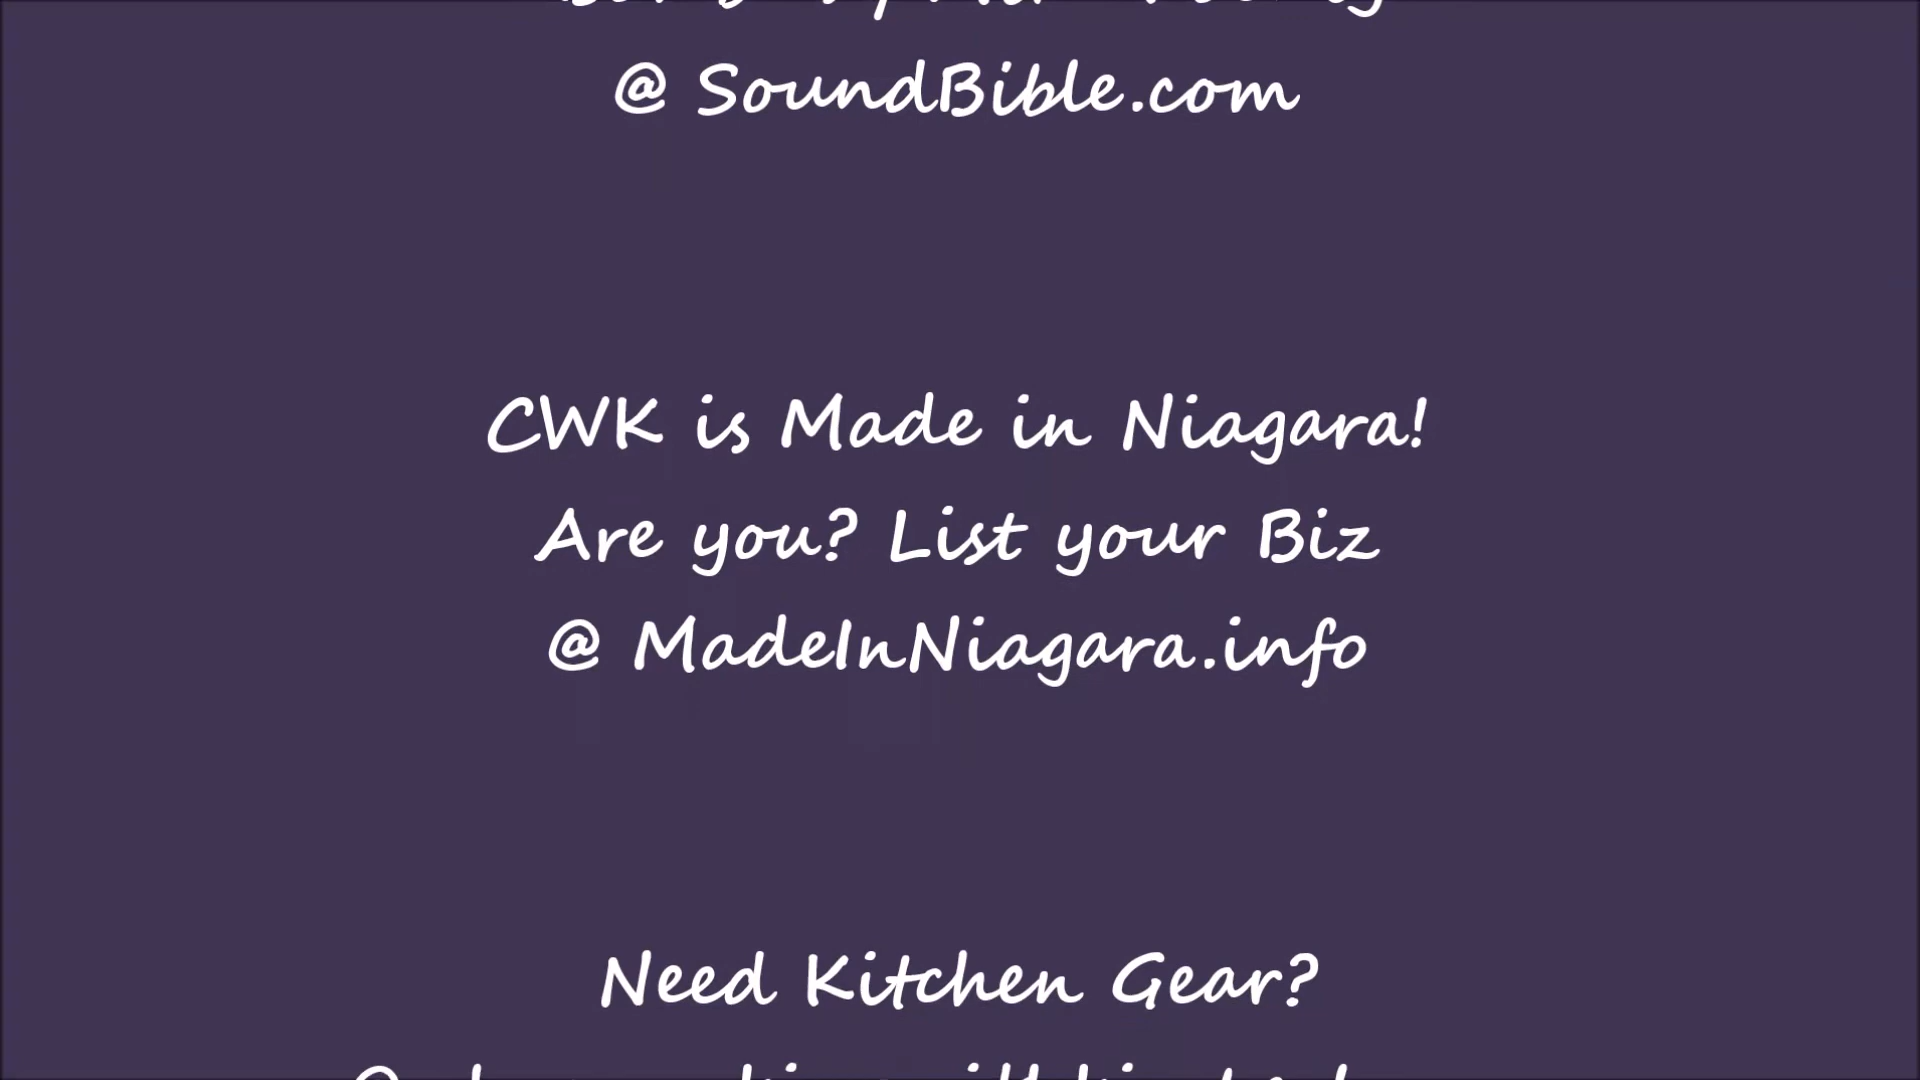 @ SoundBible.com
CWK is Made in Niagara!
Are you? List your Biz
@ MadeInNiagara.info
Need Kitchen Gear?